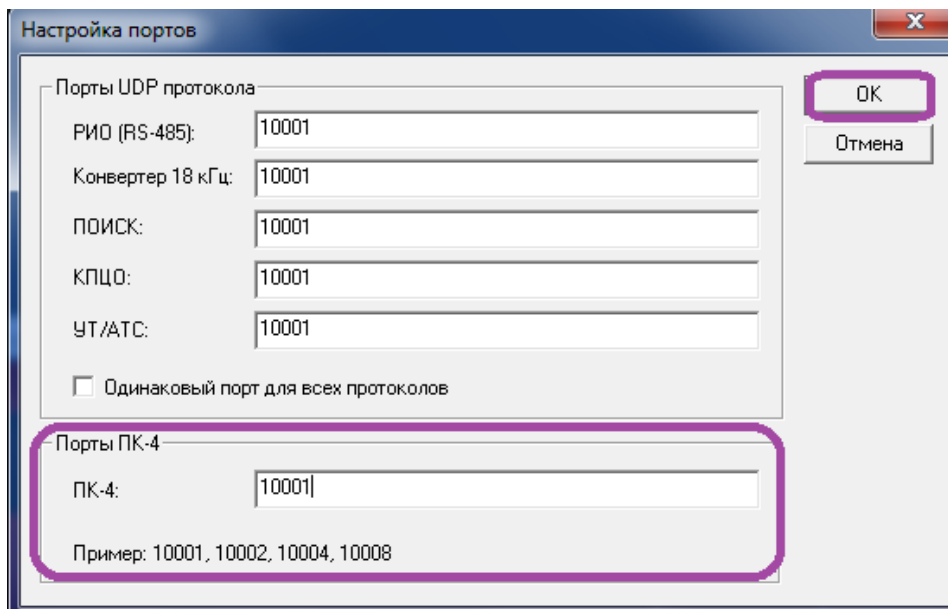 Настройка портов
Порты UDP протокола
РИО (RS-485): 10001
Конвертер 18 кГц: 10001
ПОИСК: 10001
КПЦО: 10001
УТ/АТС: 10001
Одинаковый порт для всех протоколов
OK
Отмена
Порты ПК-4
ПК-4: 10001
Пример: 10001, 10002, 10004, 10008